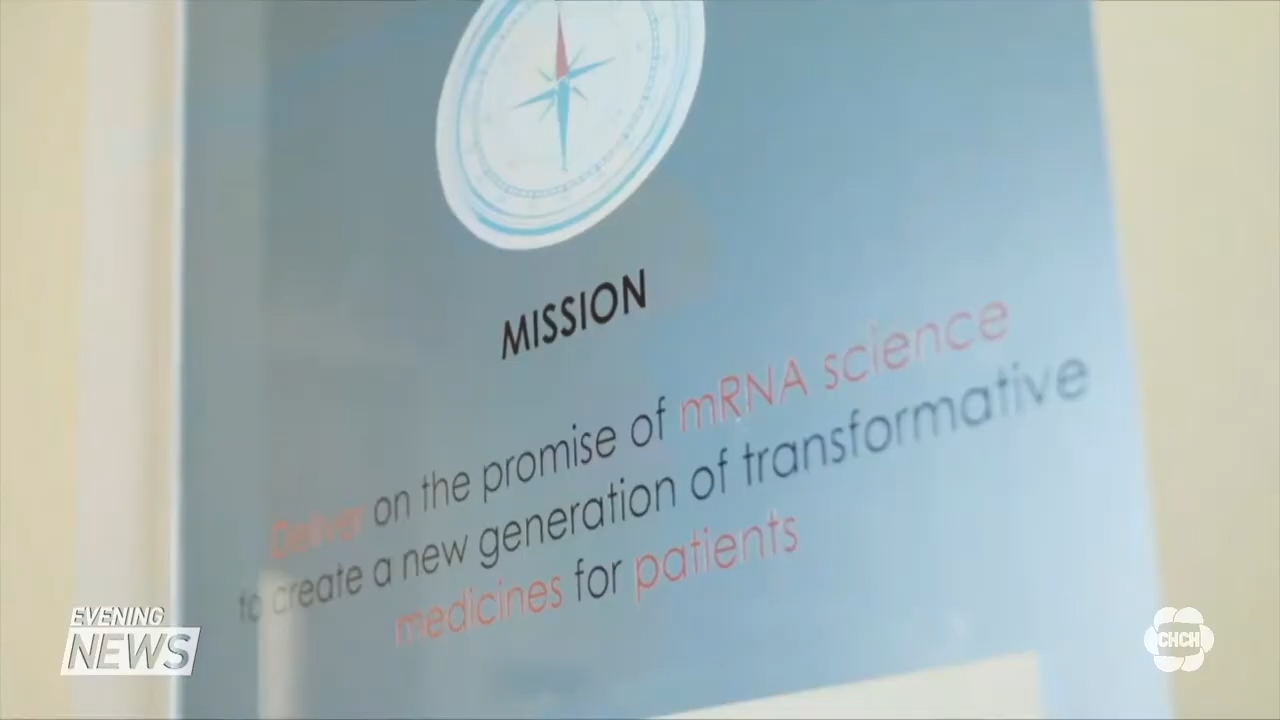 MISSION
Deliver on the promise of mRNA science
to create a new generation of transformative
medicines for patients
EVENING
NEWS
CHCH